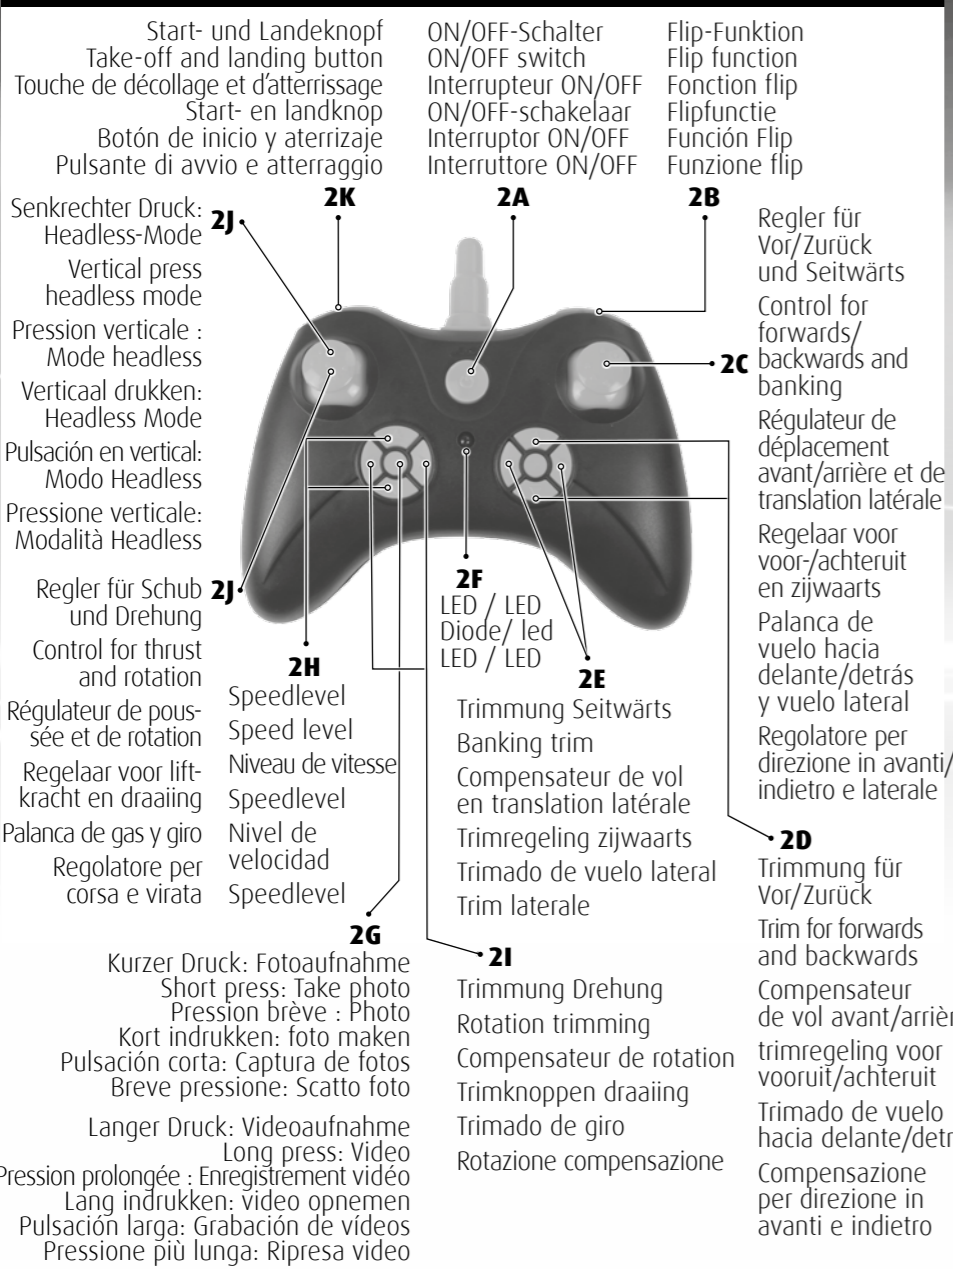 Start- und Landeknopf
Take-off and landing button
Touche de décollage et d'atterrissage
Start- en landknop
Botón de inicio y aterrizaje
Pulsante di avvio e atterraggio
2K
ON/OFF-Schalter
ON/OFF switch
Interrupteur ON/OFF
ON/OFF-schakelaar
Interruptor ON/OFF
Interruttore ON/OFF
2A
Flip-Funktion
Flip function
Fonction flip
Flipfunctie
Función Flip
Funzione flip
2B
Senkrechter Druck:
Headless-Mode
Vertical press
headless mode
Pression verticale :
Mode headless
Verticaal drukken:
Headless Mode
Pulsación en vertical:
Modo Headless
Pressione verticale:
Modalità Headless
2J
Regler für Schub
und Drehung
Control for thrust
and rotation
Régulateur de pous-
sée et de rotation
Regelaar voor lift-
kracht en draaiing
Palanca de gas y giro
Regolatore per
corsa e virata
2J
2C
Regler für
Vor/Zurück
und Seitwärts
Control for
forwards/
backwards and
banking
Régulateur de
déplacement
avant/arrière et de
translation latérale
Regelaar voor
voor-/achteruit
en zijwaarts
Palanca de
vuelo hacia
delante/detrás
y vuelo lateral
Regolatore per
direzione in avanti/
indietro e laterale
2F
LED / LED
Diode/ led
LED / LED
2H
Speedlevel
Speed level
Niveau de vitesse
Speedlevel
Nivel de
velocidad
Speedlevel
2E
Trimmung Seitwärts
Banking trim
Compensateur de vol
en translation latérale
Trimregeling zijwaarts
Trimado de vuelo lateral
Trim laterale
2D
Trimmung für
Vor/Zurück
Trim for forwards
and backwards
Compensateur
de vol avant/arrièr
trimregeling voor
vooruit/achteruit
Trimado de vuelo
hacia delante/detr
Compensazione
per direzione in
avanti e indietro
2G
Kurzer Druck: Fotoaufnahme
Short press: Take photo
Pression brève : Photo
Kort indrukken: foto maken
Pulsación corta: Captura de fotos
Breve pressione: Scatto foto
Langer Druck: Videoaufnahme
Long press: Video
Pression prolongée : Enregistrement vidéo
Lang indrukken: video opnemen
Pulsación larga: Grabación de vídeos
Pressione più lunga: Ripresa video
2I
Trimmung Drehung
Rotation trimming
Compensateur de rotation
Trimknoppen draaiing
Trimado de giro
Rotazione compensazione